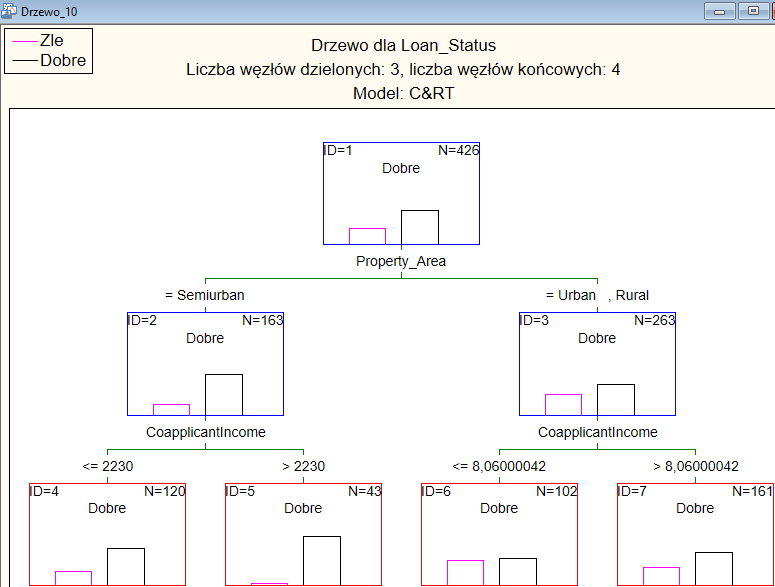 Drzewo_10
Zle
Dobre
Drzewo dla Loan_Status
Liczba węzłów dzielonych: 3, liczba węzłów końcowych: 4
Model: C&RT
ID=1 N=426
Dobre
Property_Area
= Semiurban = Urban , Rural
ID=2 N=163 ID=3 N=263
Dobre Dobre
CoapplicantIncome CoapplicantIncome
<= 2230 > 2230 <= 8,06000042 > 8,06000042
ID=4 N=120 ID=5 N=43 ID=6 N=102 ID=7 N=161
Dobre Dobre Dobre Dobre